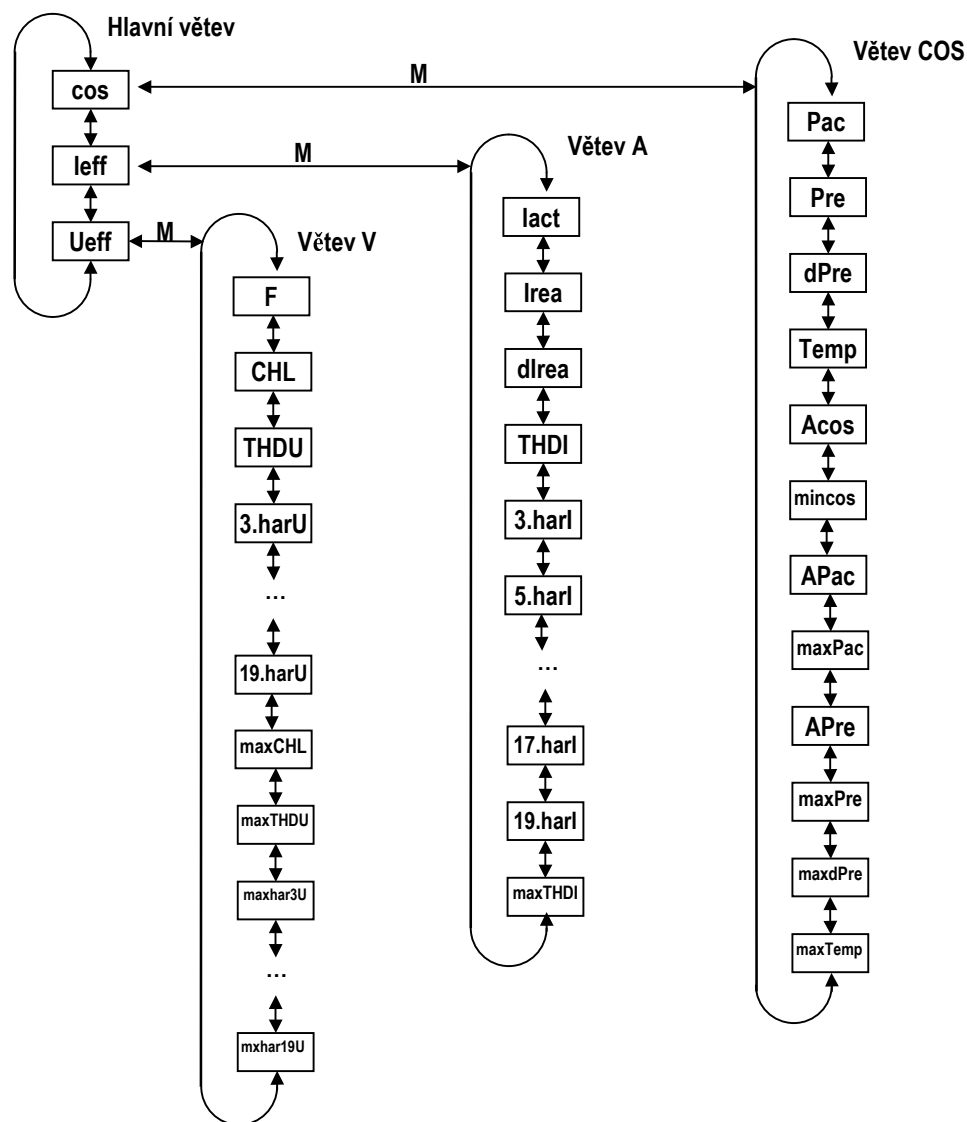 Hlavní větev
cos
Ieff
Ueff
M
M
M
Větev V
F
CHL
THDU
3.harU
...
19.harU
maxCHL
maxTHDU
maxhar3U
...
mxhar19U
Větev A
Iact
Irea
dIrea
THDI
3.harI
5.harI
...
17.harI
19.harI
maxTHDI
Větev COS
Pac
Pre
dPre
Temp
Acos
mincos
APac
maxPac
APre
maxPre
maxdPre
maxTemp